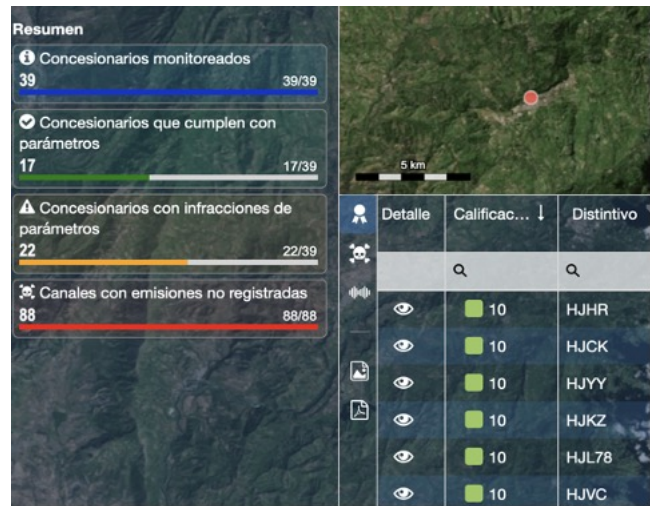 Resumen
Concesionarios monitoreados
39 39/39
Concesionarios que cumplen con
parámetros
17 17/39
Concesionarios con infracciones de
parámetros
22 22/39
Canales con emisiones no registradas
88 88/88
5 km
Detalle Calificac... ↓ Distintivo
10 HJHR
10 HJCK
10 HJYY
10 HJKZ
10 HJL78
10 HJVC